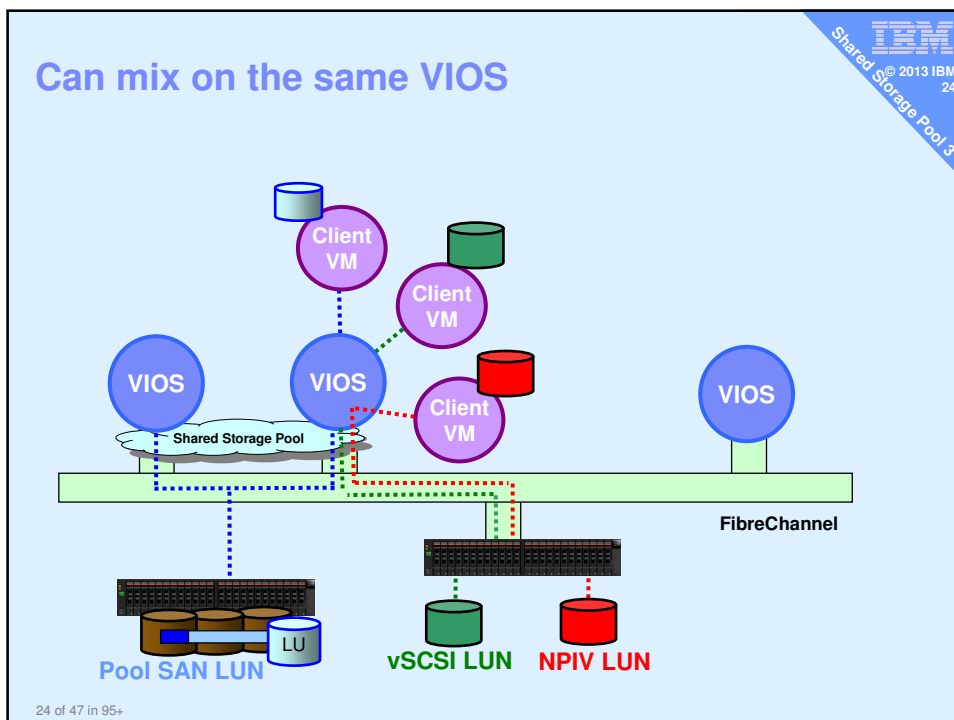 Can mix on the same VIOS
IBM
© 2013 IBM
24
Shared Storage Pool 3
Client
VM
Client
VM
VIOS
VIOS
Client
VM
VIOS
Shared Storage Pool
FibreChannel
LU
Pool SAN LUN
vSCSI LUN
NPIV LUN
24 of 47 in 95+